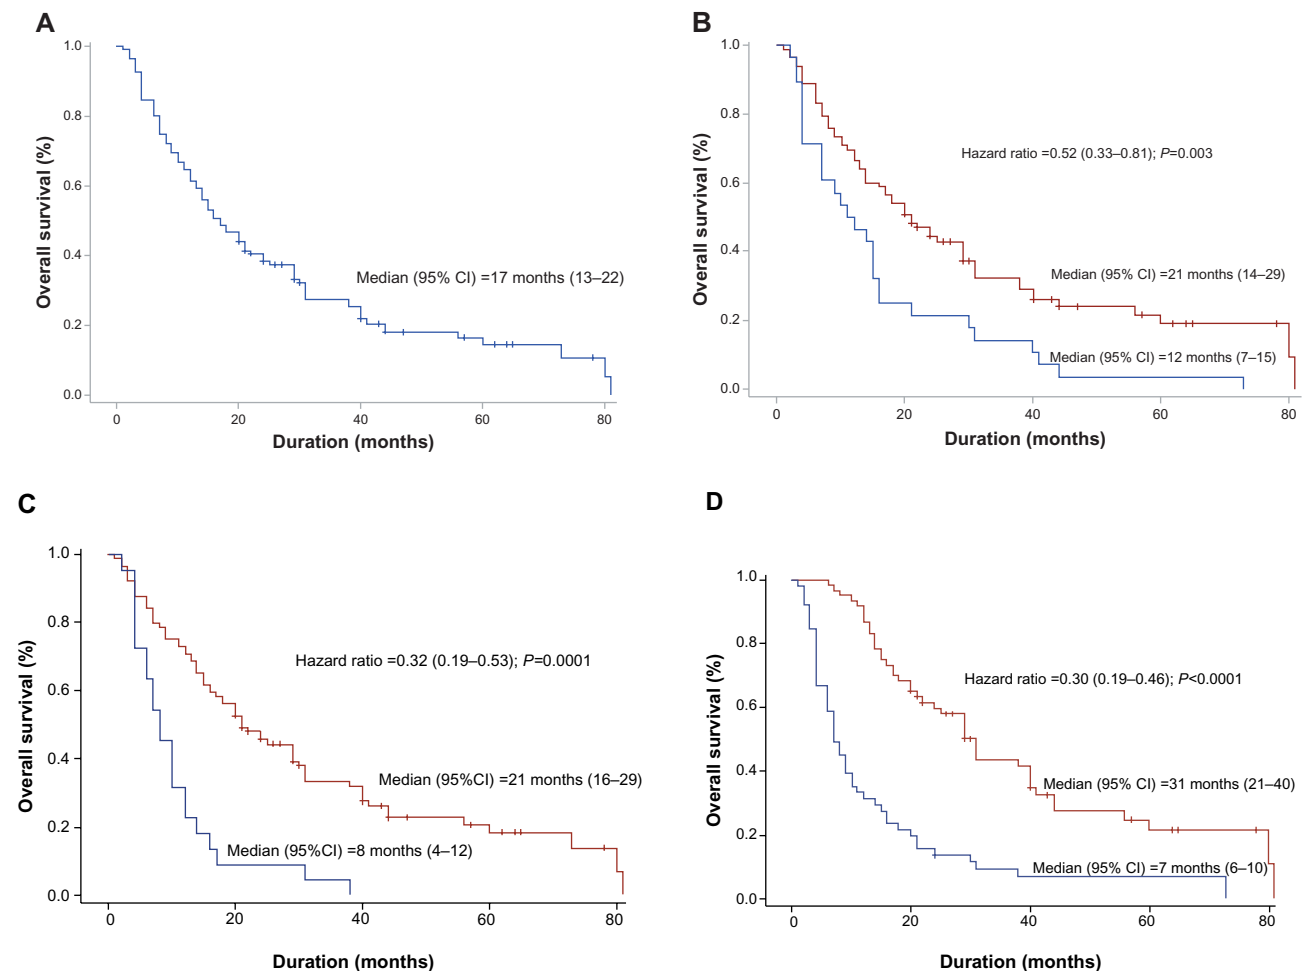 A
1.0
0.8
0.6
0.4
0.2
0.0
Overall survival (%)
Median (95% CI) =17 months (13–22)
0 20 40 60 80
Duration (months)
B
1.0
0.8
0.6
0.4
0.2
0.0
Overall survival (%)
Hazard ratio =0.52 (0.33–0.81); P=0.003
Median (95% CI) =21 months (14–29)
Median (95% CI) =12 months (7–15)
0 20 40 60 80
Duration (months)
C
1.0
0.8
0.6
0.4
0.2
0.0
Overall survival (%)
Hazard ratio =0.32 (0.19–0.53); P=0.0001
Median (95%CI) =21 months (16–29)
Median (95%CI) =8 months (4–12)
0 20 40 60 80
Duration (months)
D
1.0
0.8
0.6
0.4
0.2
0.0
Overall survival (%)
Hazard ratio =0.30 (0.19–0.46); P<0.0001
Median (95% CI) =31 months (21–40)
Median (95% CI) =7 months (6–10)
0 20 40 60 80
Duration (months)